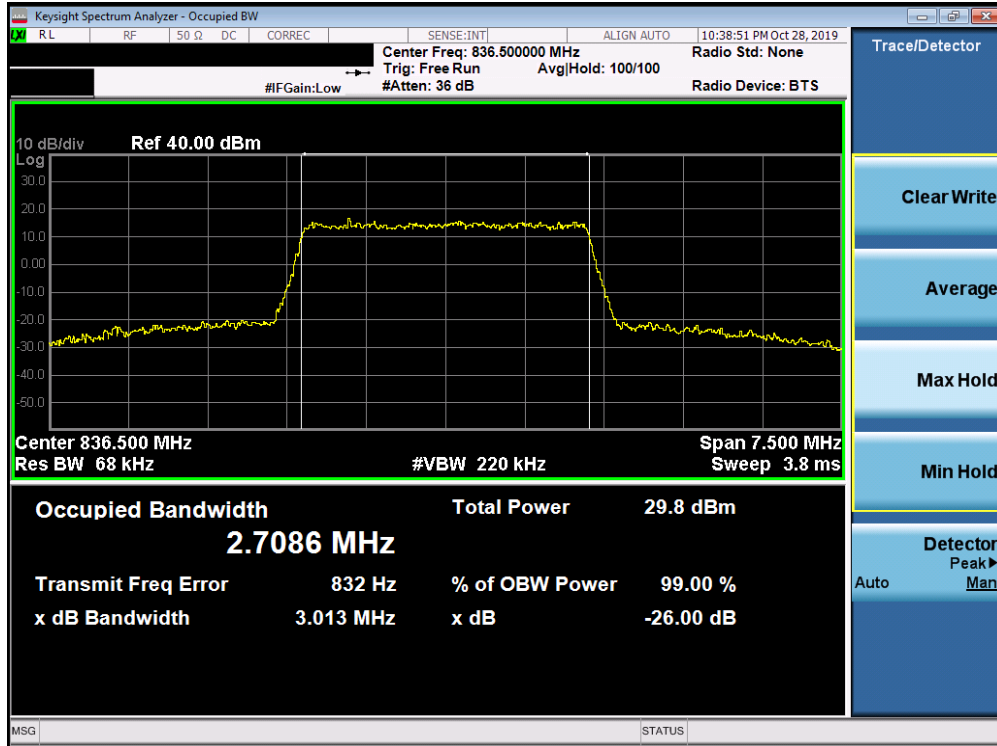 Keysight Spectrum Analyzer - Occupied BW
LXI RL RF 50 Ω DC CORREC SENSE:INT ALIGN AUTO 10:38:51 PM Oct 28, 2019
Center Freq: 836.500000 MHz Radio Std: None
Trig: Free Run Avg|Hold: 100/100
#IFGain:Low #Atten: 36 dB Radio Device: BTS
Trace/Detector
10 dB/div Ref 40.00 dBm
Log
30.0
20.0
10.0
0.00
-10.0
-20.0
-30.0
-40.0
-50.0
Center 836.500 MHz Span 7.500 MHz
Res BW 68 kHz #VBW 220 kHz Sweep 3.8 ms
Occupied Bandwidth Total Power 29.8 dBm
2.7086 MHz
Transmit Freq Error 832 Hz % of OBW Power 99.00 %
x dB Bandwidth 3.013 MHz x dB -26.00 dB
Clear Write
Average
Max Hold
Min Hold
Detector
Peak▶
Auto Man
MSG STATUS